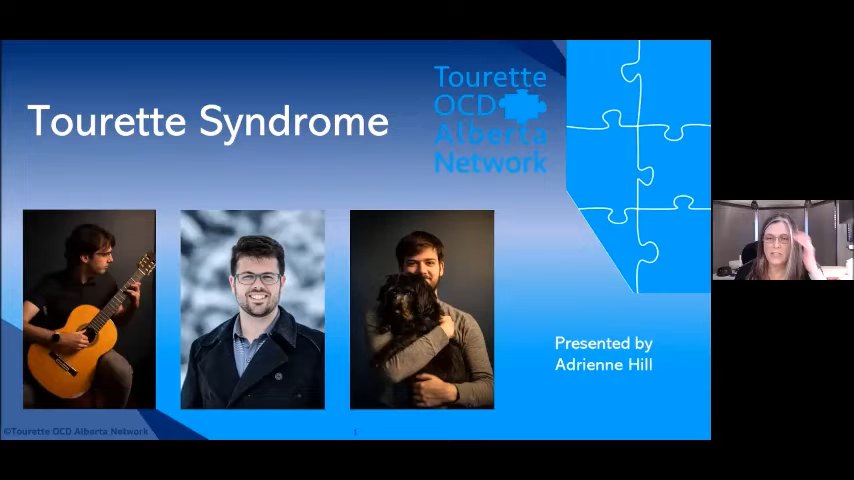 Tourette Syndrome
Tourette
OCD
Alberta
Network
Presented by
Adrienne Hill
©Tourette OCD Alberta Network
1